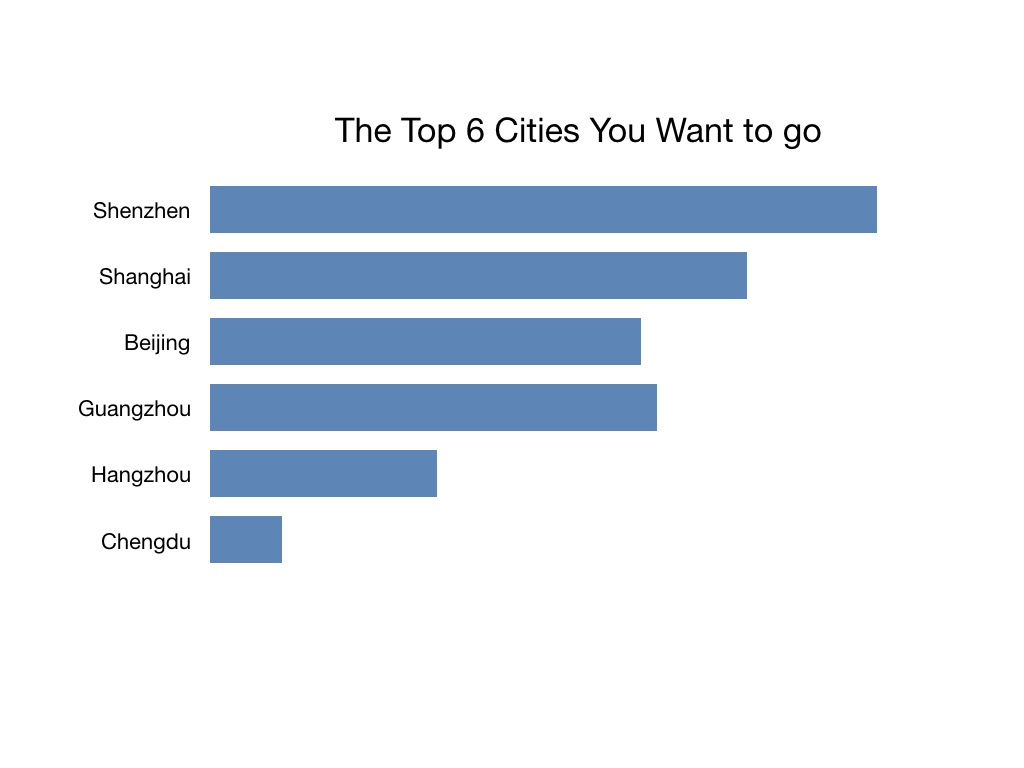 The Top 6 Cities You Want to go
Shenzhen
Shanghai
Beijing
Guangzhou
Hangzhou
Chengdu